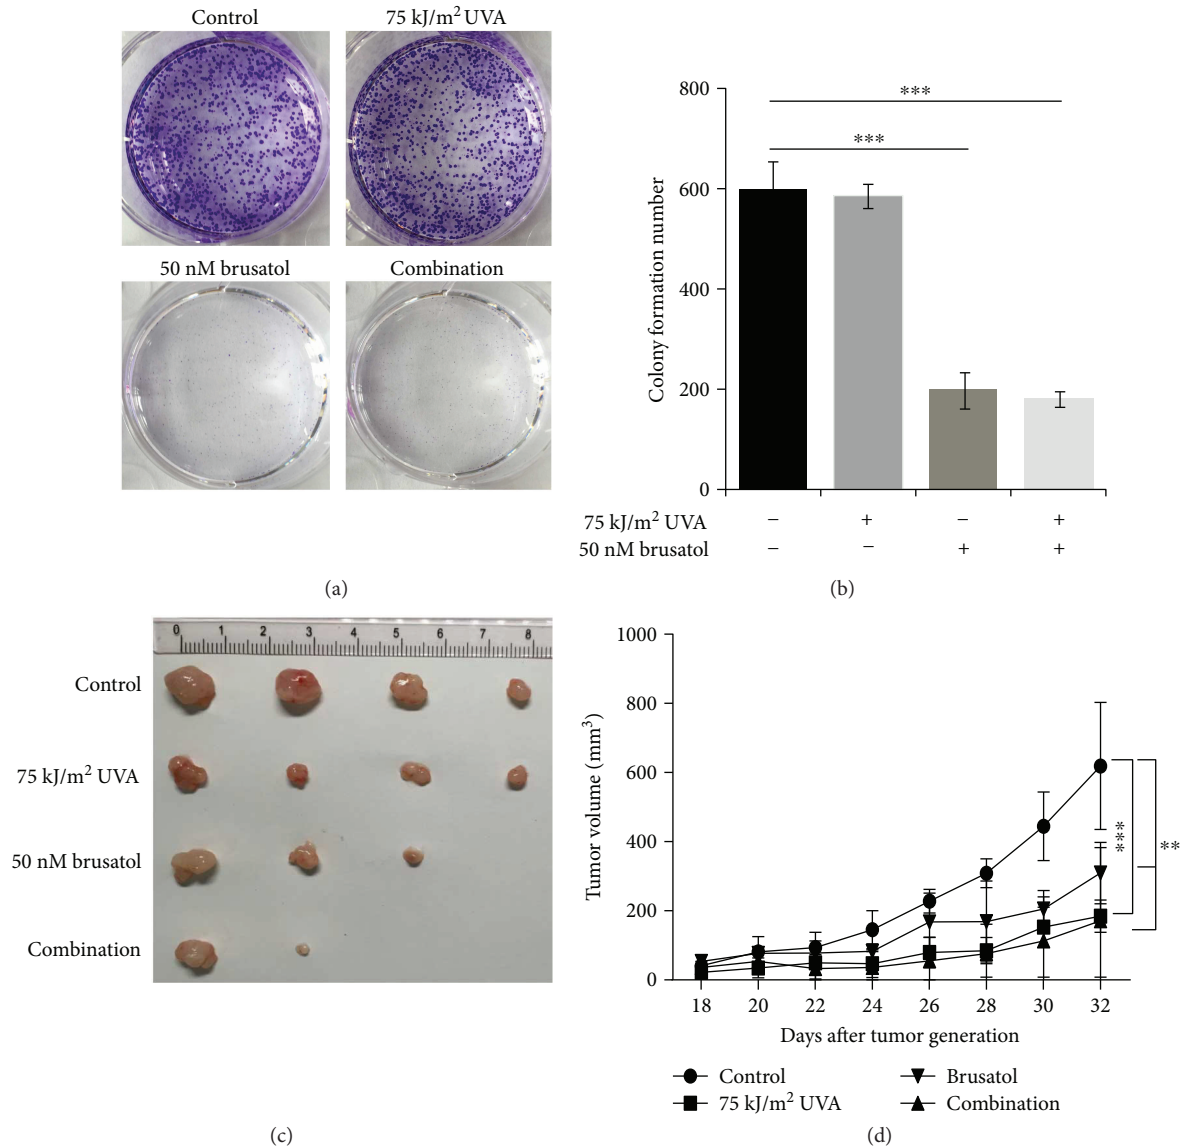 (a)
Control
75 kJ/m² UVA
50 nM brusatol
Combination
(a)
800
600
400
200
0
Colony formation number
***
***
75 kJ/m² UVA − + − +
50 nM brusatol − − + +
(b)
0 1 2 3 4 5 6 7 8
Control
75 kJ/m² UVA
50 nM brusatol
Combination
(c)
1000
800
600
400
200
0
Tumor volume (mm³)
***
**
18 20 22 24 26 28 30 32
Days after tumor generation
Control
Brusatol
75 kJ/m² UVA
Combination
(d)